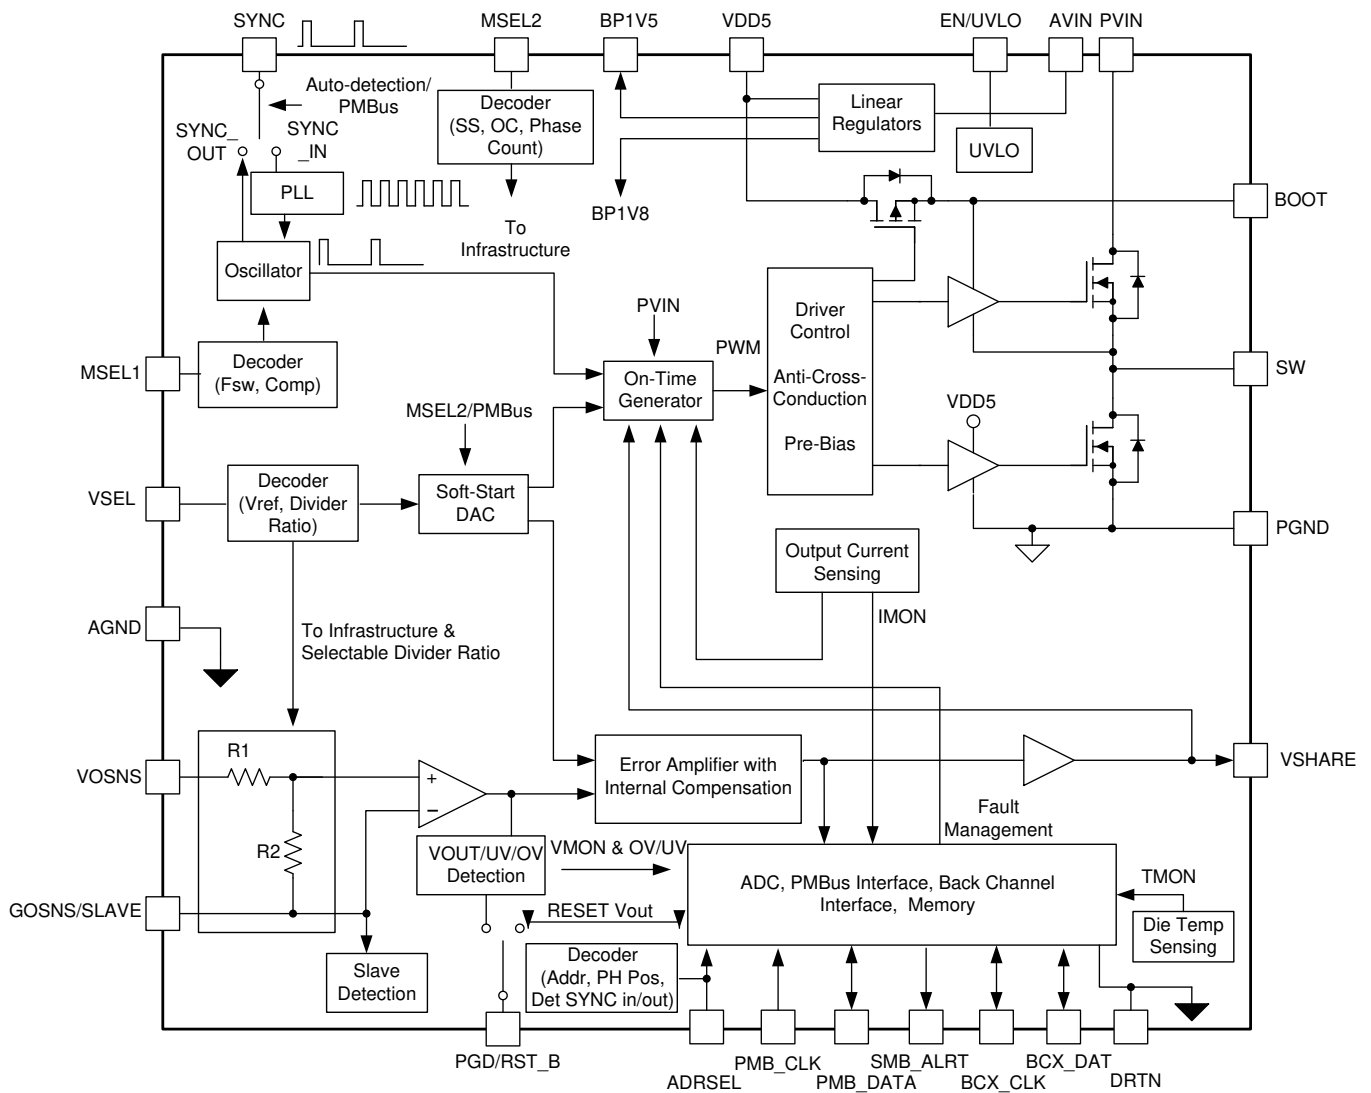 SYNC
MSEL2
BP1V5
VDD5
EN/UVLO
AVIN
PVIN
Auto-detection/
PMBus
SYNC_
OUT
SYNC
_IN
PLL
Decoder
(SS, OC, Phase
Count)
To
Infrastructure
BP1V8
Linear
Regulators
UVLO
BOOT
Oscillator
MSEL1
Decoder
(Fsw, Comp)
PVIN
On-Time
Generator
PWM
Driver
Control
Anti-Cross-
Conduction
Pre-Bias
VDD5
SW
MSEL2/PMBus
VSEL
Decoder
(Vref, Divider
Ratio)
Soft-Start
DAC
PGND
Output Current
Sensing
IMON
AGND
To Infrastructure &
Selectable Divider Ratio
VOSNS
R1
R2
+
−
Error Amplifier with
Internal Compensation
VSHARE
Fault
Management
VOUT/UV/OV
Detection
VMON & OV/UV
ADC, PMBus Interface, Back Channel
Interface, Memory
TMON
Die Temp
Sensing
GOSNS/SLAVE
RESET Vout
Slave
Detection
Decoder
(Addr, PH Pos,
Det SYNC in/out)
PGD/RST_B
ADRSEL
PMB_CLK
PMB_DATA
SMB_ALRT
BCX_CLK
BCX_DAT
DRTN